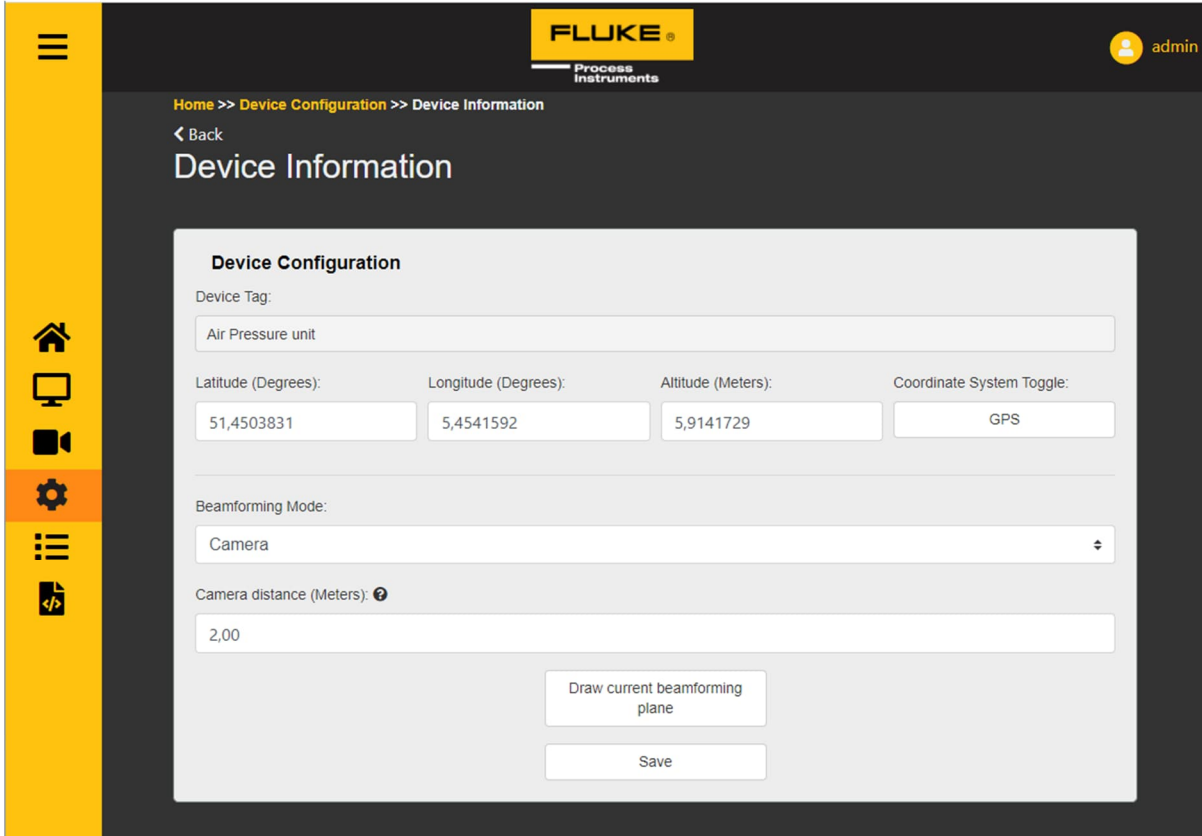 FLUKE ®
Process
Instruments
admin
Home >> Device Configuration >> Device Information
Back
Device Information
Device Configuration
Device Tag:
Air Pressure unit
Latitude (Degrees): Longitude (Degrees): Altitude (Meters): Coordinate System Toggle:
51,4503831 5,4541592 5,9141729 GPS
Beamforming Mode:
Camera
Camera distance (Meters): ?
2,00
Draw current beamforming
plane
Save